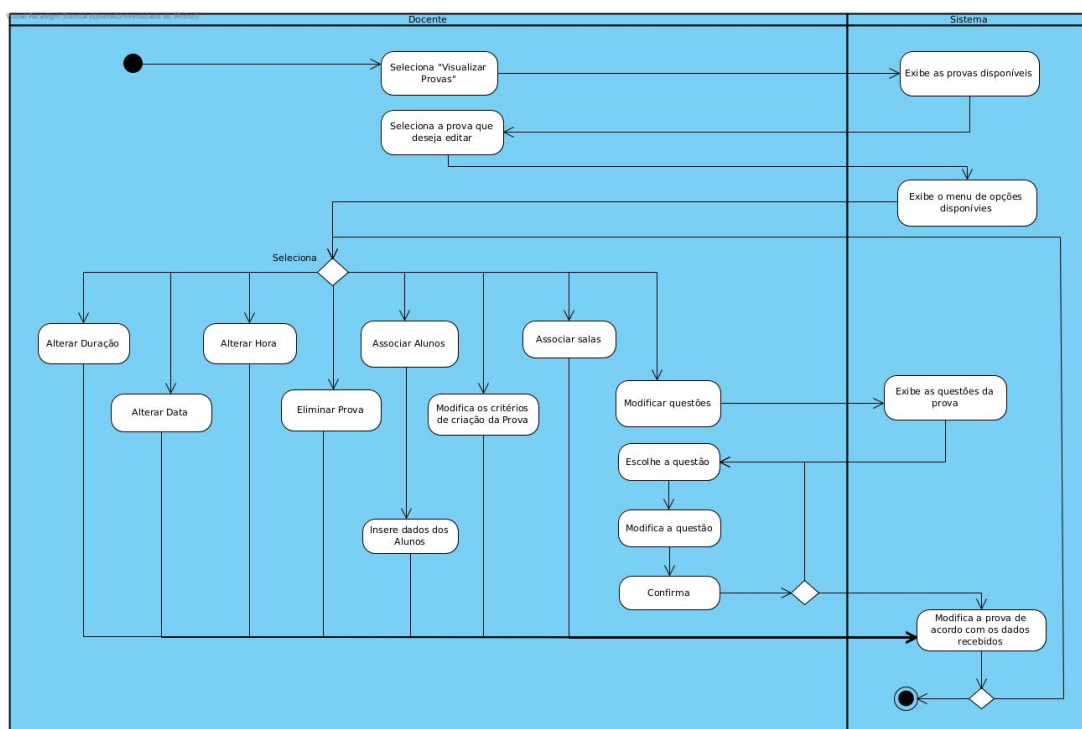 Docente
Sistema
Seleciona "Visualizar
Provas"
Exibe as provas disponíveis
Seleciona a prova que
deseja editar
Exibe o menu de opções
disponívies
Seleciona
Alterar Duração
Alterar Hora
Associar Alunos
Associar salas
Alterar Data
Eliminar Prova
Modifica os critérios
de criação da Prova
Modificar questões
Exibe as questões da
prova
Escolhe a questão
Insere dados dos
Alunos
Modifica a questão
Confirma
Modifica a prova de
acordo com os dados
recebidos